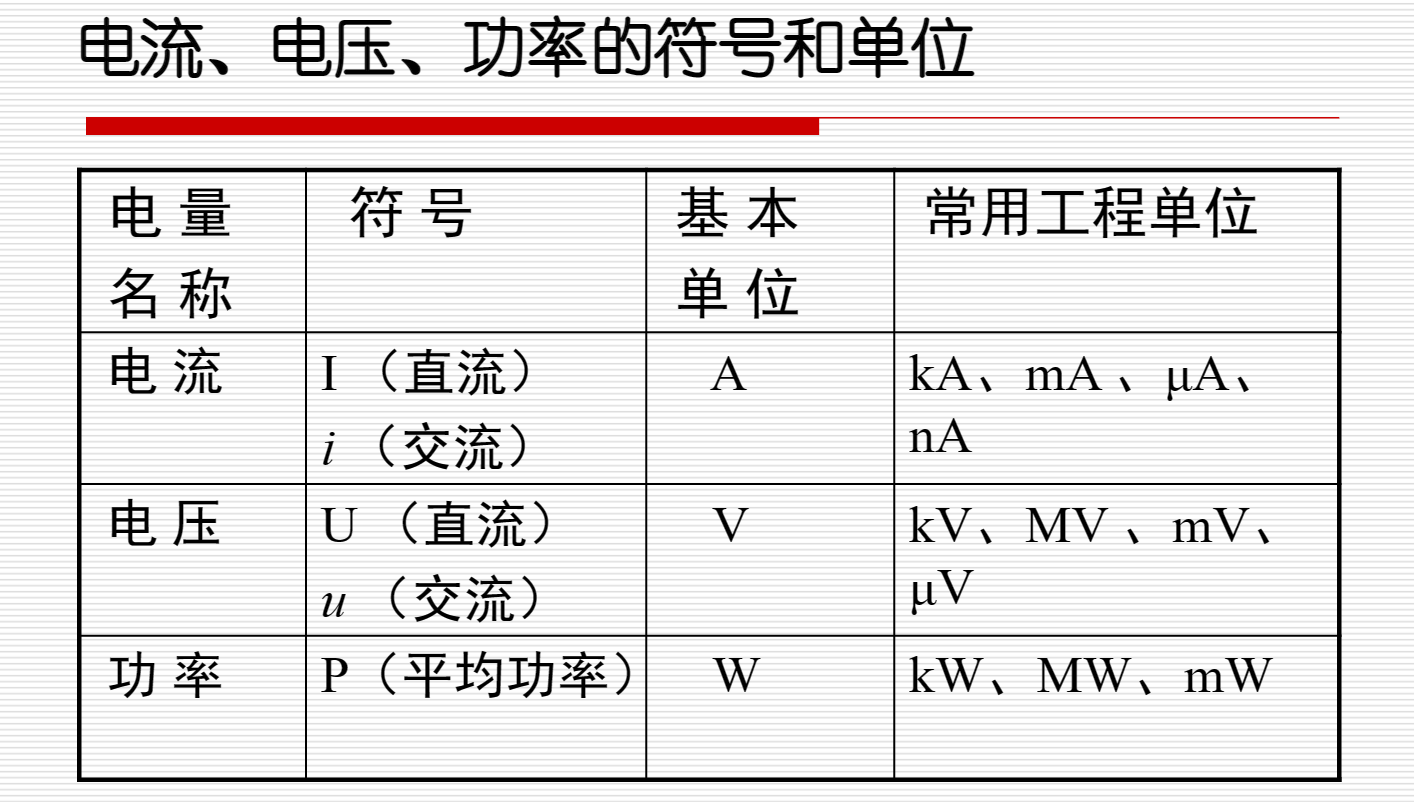 电流、电压、功率的符号和单位
电 量 名 称
符 号
基 本 单 位
常用工程单位
电 流
I （直流）
i （交流）
A
kA、mA 、μA、
nA
电 压
U （直流）
u （交流）
V
kV、MV 、mV、
μV
功 率
P（平均功率）
W
kW、MW、mW